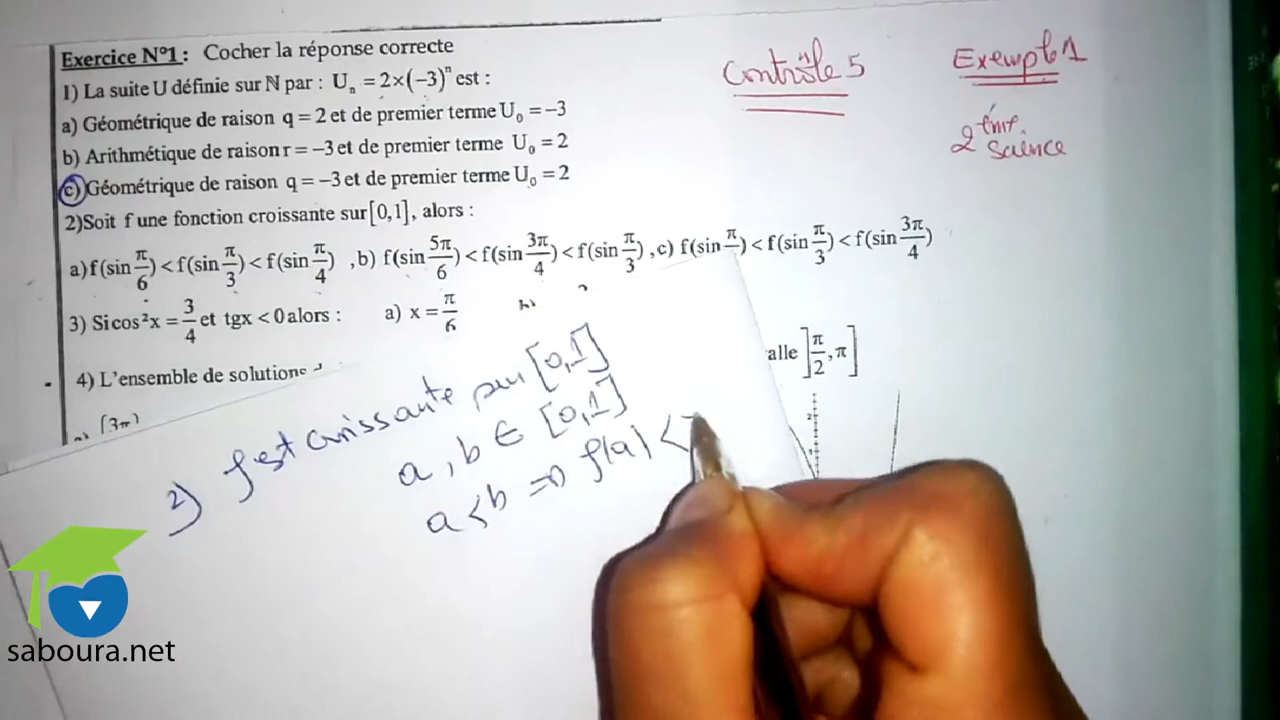 Exercice N°1 : Cocher la réponse correcte
Contrôle n°5
Exemple 1
2ème Science
1) La suite U définie sur ℕ par : Uₙ = 2×(−3)ⁿ est :
a) Géométrique de raison q = 2 et de premier terme U₀ = −3
b) Arithmétique de raison r = −3 et de premier terme U₀ = 2
c) Géométrique de raison q = −3 et de premier terme U₀ = 2
2)Soit f une fonction croissante sur [0,1], alors :
a) f(sin π/6) < f(sin π/3) < f(sin π/4) ,b) f(sin 5π/6) < f(sin 3π/4) < f(sin π/3) ,c) f(sin π/) < f(sin π/3) < f(sin 3π/4)
3) Si cos²x = 3/4 et tgx < 0 alors : a) x = π/6
alle ]π/2, π]
4) L'ensemble de solutions
(3π)
2) f est croissante sur [0,1]
a, b ∈ [0,1]
a < b ⇒ f(a) <
saboura.net